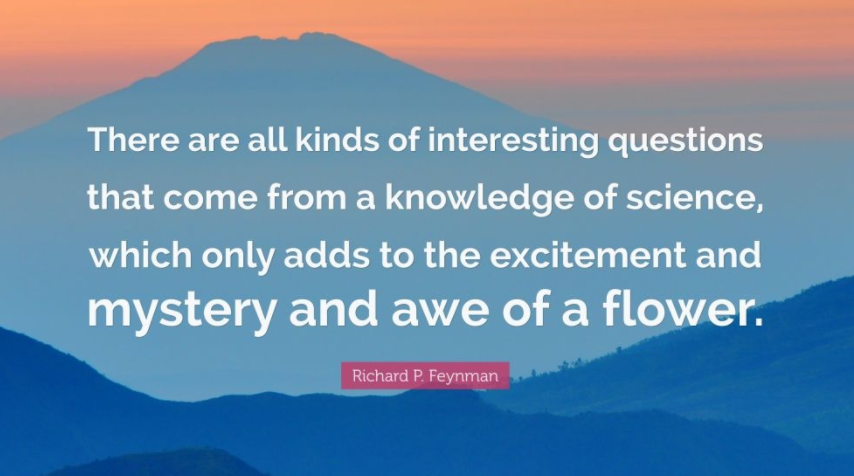 There are all kinds of interesting questions
that come from a knowledge of science,
which only adds to the excitement and
mystery and awe of a flower.
Richard P. Feynman